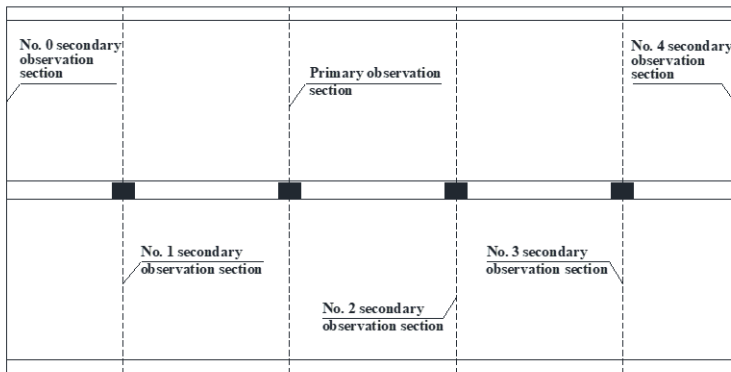 No. 0 secondary
observation
section
Primary observation
section
No. 4 secondary
observation
section
No. 1 secondary
observation section
No. 2 secondary
observation section
No. 3 secondary
observation section